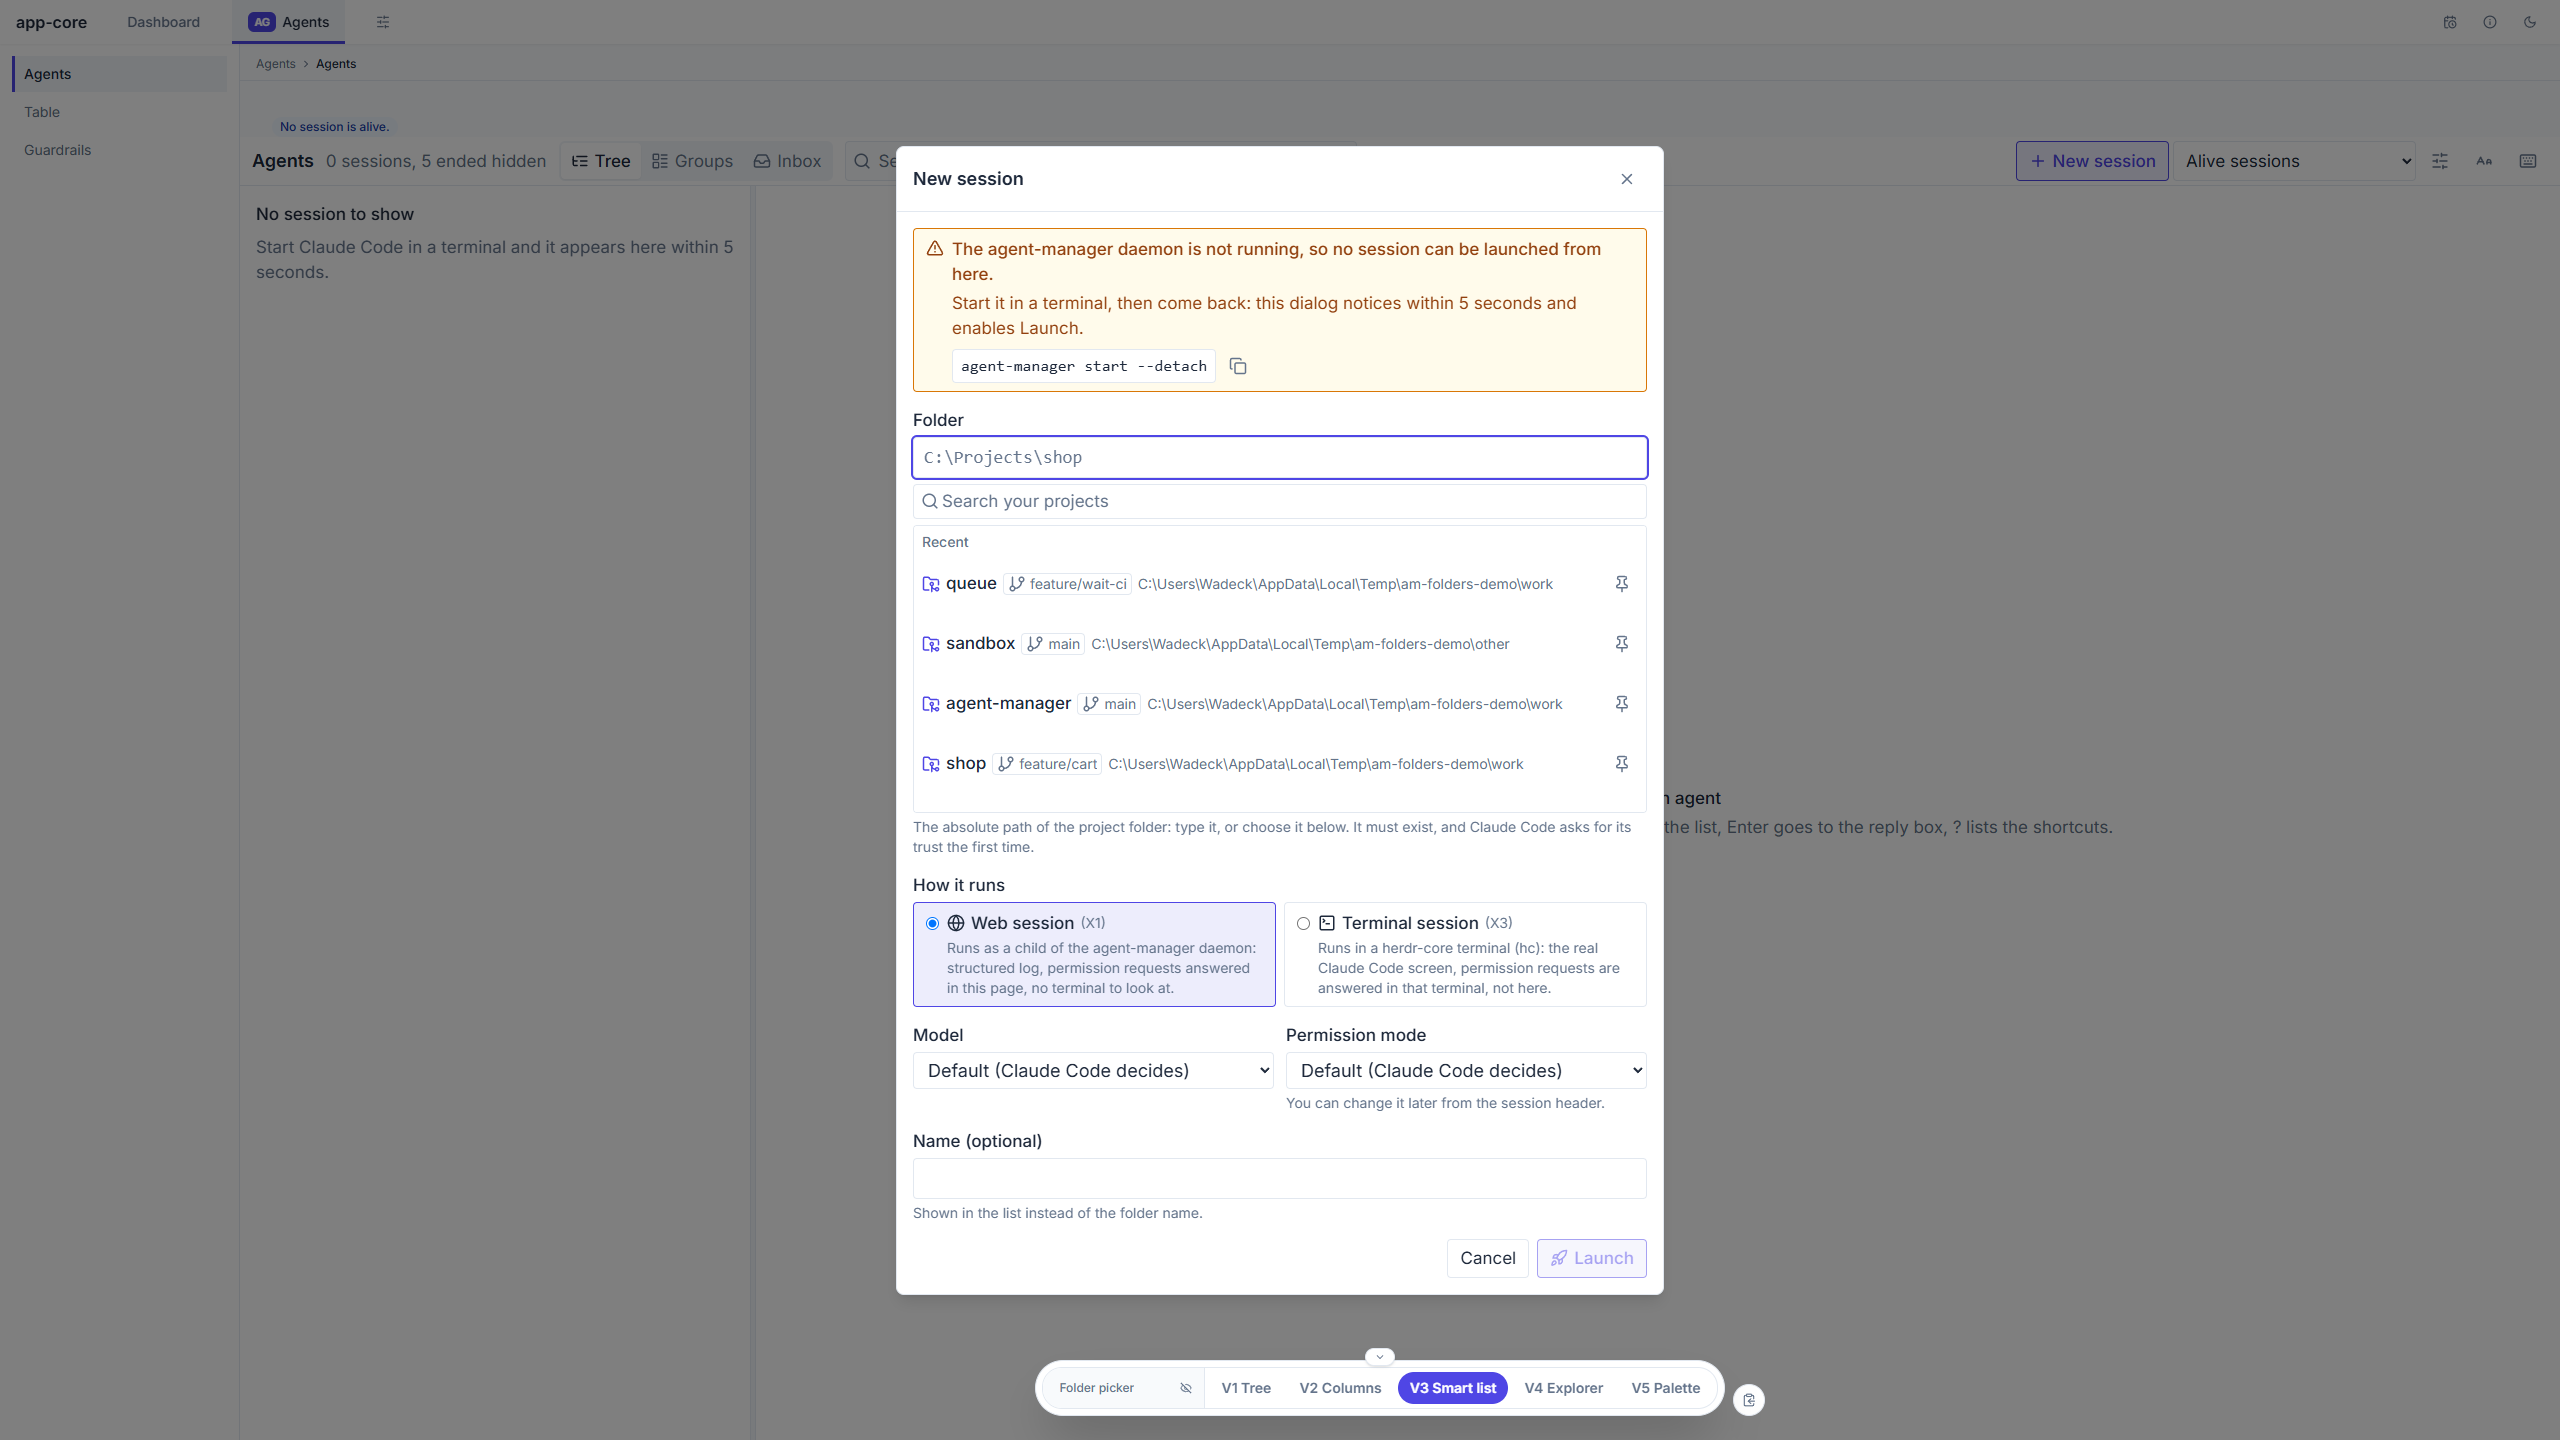 app-core
Dashboard
AG Agents
Agents
Table
Guardrails
Agents > Agents
No session is alive.
Agents 0 sessions, 5 ended hidden
Tree Groups Inbox
Se
+ New session
Alive sessions
AA
No session to show
Start Claude Code in a terminal and it appears here within 5
seconds.
New session
The agent-manager daemon is not running, so no session can be launched from
here.
Start it in a terminal, then come back: this dialog notices within 5 seconds and
enables Launch.
agent-manager start --detach
Folder
C:\Projects\shop
Search your projects
Recent
queue feature/wait-ci C:\Users\Wadeck\AppData\Local\Temp\am-folders-demo\work
sandbox main C:\Users\Wadeck\AppData\Local\Temp\am-folders-demo\other
agent-manager main C:\Users\Wadeck\AppData\Local\Temp\am-folders-demo\work
shop feature/cart C:\Users\Wadeck\AppData\Local\Temp\am-folders-demo\work
The absolute path of the project folder: type it, or choose it below. It must exist, and Claude Code asks for its
trust the first time.
agent
the list, Enter goes to the reply box, ? lists the shortcuts.
How it runs
Web session (X1)
Runs as a child of the agent-manager daemon:
structured log, permission requests answered
in this page, no terminal to look at.
Terminal session (X3)
Runs in a herdr-core terminal (hc): the real
Claude Code screen, permission requests are
answered in that terminal, not here.
Model
Default (Claude Code decides)
Permission mode
Default (Claude Code decides)
You can change it later from the session header.
Name (optional)
Shown in the list instead of the folder name.
Cancel
Launch
Folder picker
V1 Tree
V2 Columns
V3 Smart list
V4 Explorer
V5 Palette